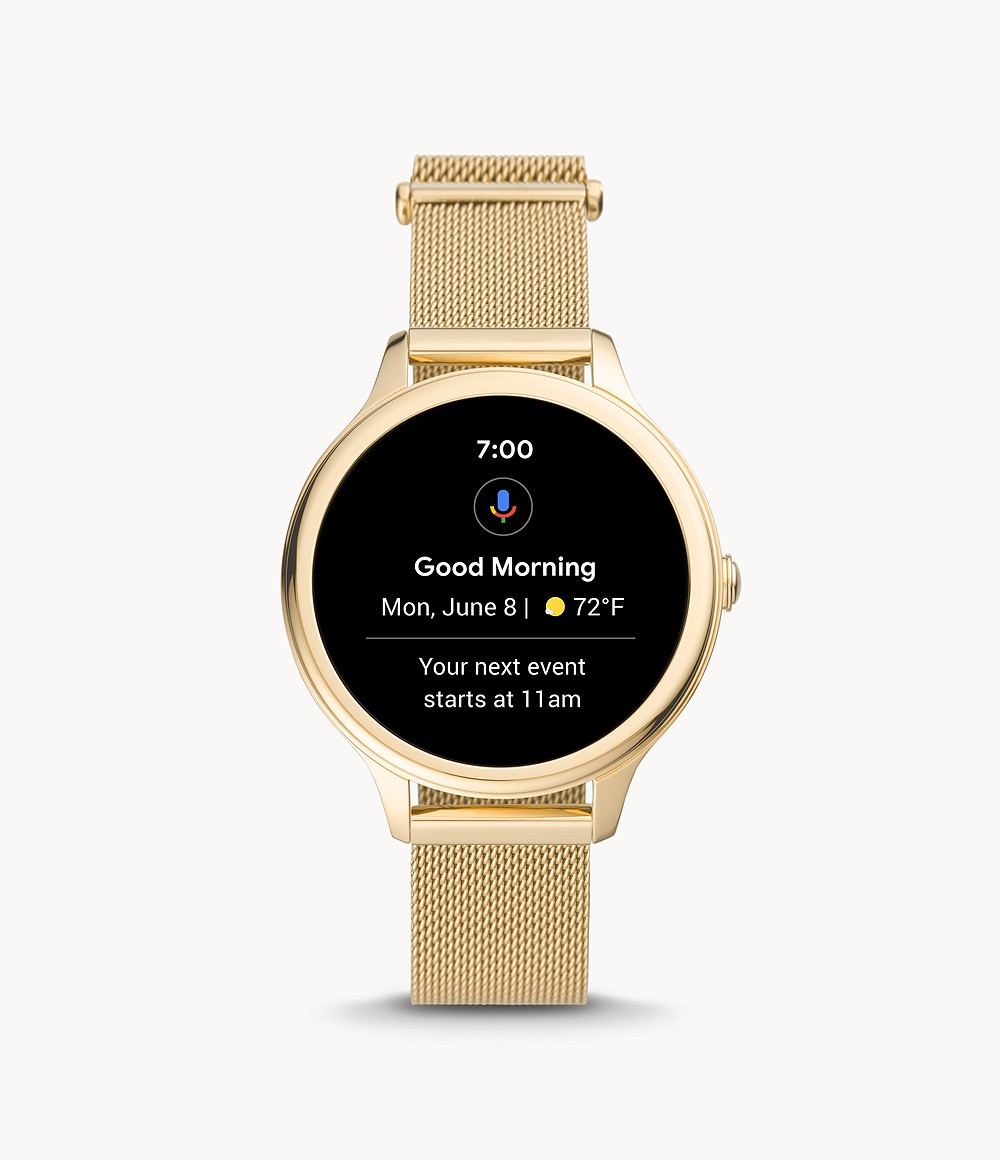 7:00
Good Morning
Mon, June 8 | 72°F
Your next event
starts at 11am